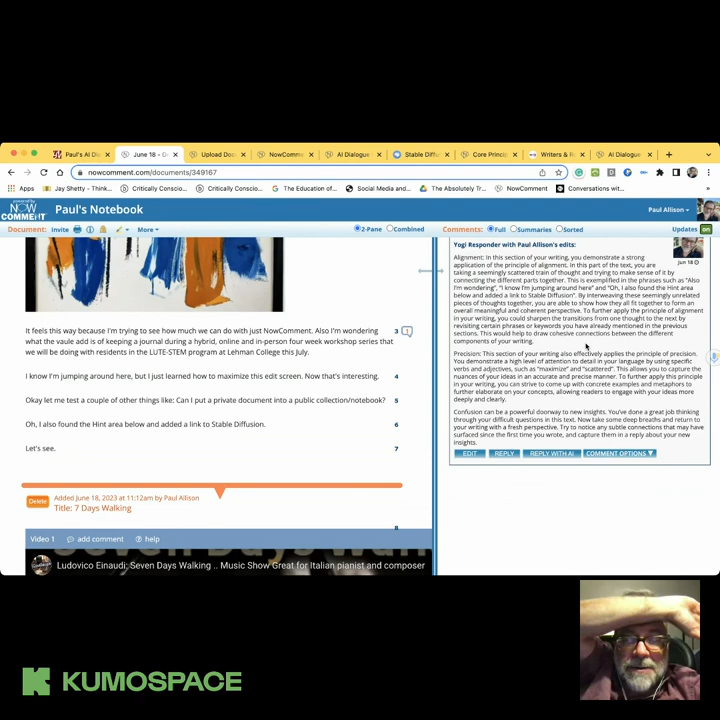 Paul's AI Di
June 18 - D
Upload Doc
NowComme
AI Dialogue
Stable Diffu
Core Princip
Writers & R
AI Dialogue
nowcomment.com/documents/349167
Apps
Jay Shetty - Think...
Critically Conscio...
Critically Conscio...
The Education of...
Social Media and...
The Absolutely Tr...
NowComment
Conversations wit...
powered by
NOW
COMMENT
Paul's Notebook
Paul Allison
Document: Invite
More
2-Pane
Combined
Comments:
Full
Summaries
Sorted
Updates
on
It feels this way because I'm trying to see how much we can do with just NowComment. Also I'm wondering
what the vaule add is of keeping a journal during a hybrid, online and in-person four week workshop series that
we will be doing with residents in the LUTE-STEM program at Lehman College this July.
3
1
I know I'm jumping around here, but I just learned how to maximize this edit screen. Now that's interesting.
4
Okay let me test a couple of other things like: Can I put a private document into a public collection/notebook?
5
Oh, I also found the Hint area below and added a link to Stable Diffusion.
6
Let's see.
7
Delete
Added June 18, 2023 at 11:12am by Paul Allison
Title: 7 Days Walking
8
Video 1
add comment
help
Ludovico Einaudi: Seven Days Walking .. Music Show Great for Italian pianist and composer
Yogi Responder with Paul Allison's edits:
Jun 18
Alignment: In this section of your writing, you demonstrate a strong
application of the principle of alignment. In this part of the text, you are
taking a seemingly scattered train of thought and trying to make sense of it by
connecting the different parts together. This is exemplified in the phrases such as "Also
I'm wondering", "I know I'm jumping around here" and "Oh, I also found the Hint area
below and added a link to Stable Diffusion". By interweaving these seemingly unrelated
pieces of thoughts together, you are able to show how they all fit together to form an
overall meaningful and coherent perspective. To further apply the principle of alignment
in your writing, you could sharpen the transitions from one thought to the next by
revisiting certain phrases or keywords you have already mentioned in the previous
sections. This would help to draw cohesive connections between the different
components of your writing.
Precision: This section of your writing also effectively applies the principle of precision.
You demonstrate a high level of attention to detail in your language by using specific
verbs and adjectives, such as "maximize" and "scattered". This allows you to capture the
nuances of your ideas in an accurate and precise manner. To further apply this principle
in your writing, you can strive to come up with concrete examples and metaphors to
further elaborate on your concepts, allowing readers to engage with your ideas more
deeply and clearly.
Confusion can be a powerful doorway to new insights. You've done a great job thinking
through your difficult questions in this text. Now take some deep breaths and return to
your writing with a fresh perspective. Try to notice any subtle connections that may have
surfaced since the first time you wrote, and capture them in a reply about your new
insights.
EDIT
REPLY
REPLY WITH AI
COMMENT OPTIONS
KUMOSPACE